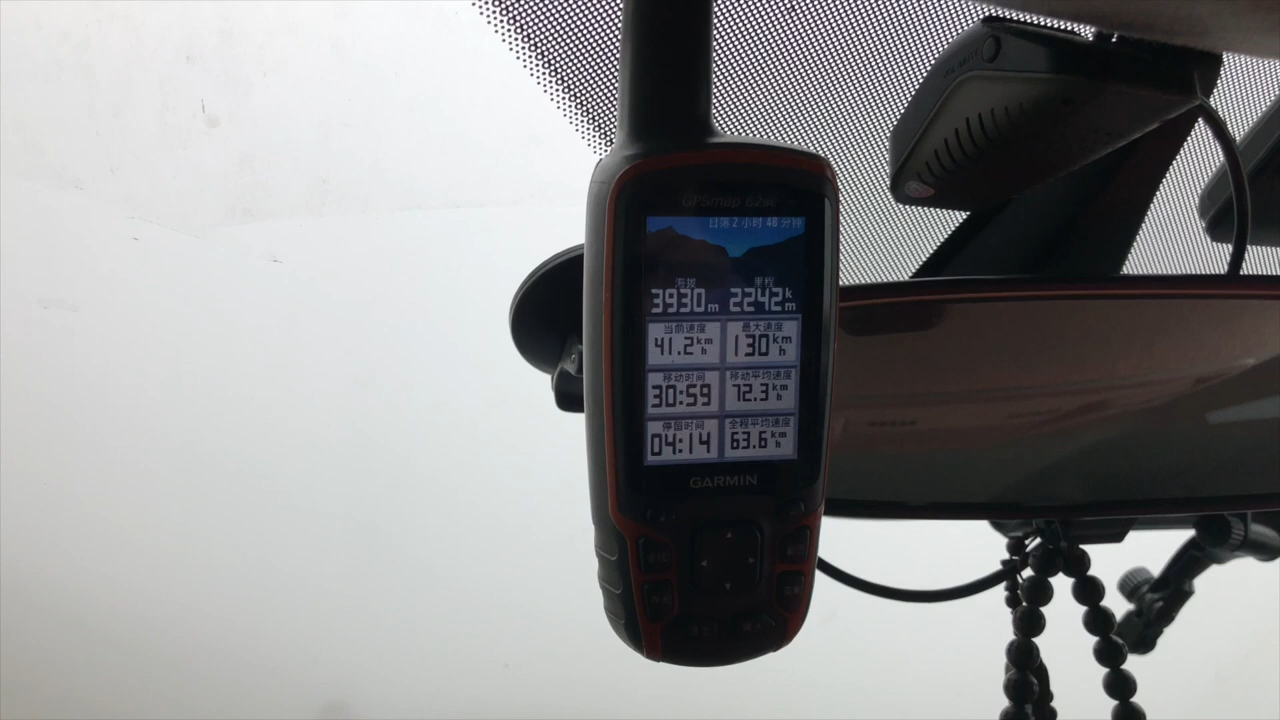 GPSmap 62sc
日落 2 小时 48 分钟
海拔 里程
3930m 2242km
当前速度 最大速度
41.2km/h 130km/h
移动时间 移动平均速度
30:59 72.3km/h
停留时间 全程平均速度
04:14 63.6km/h
GARMIN